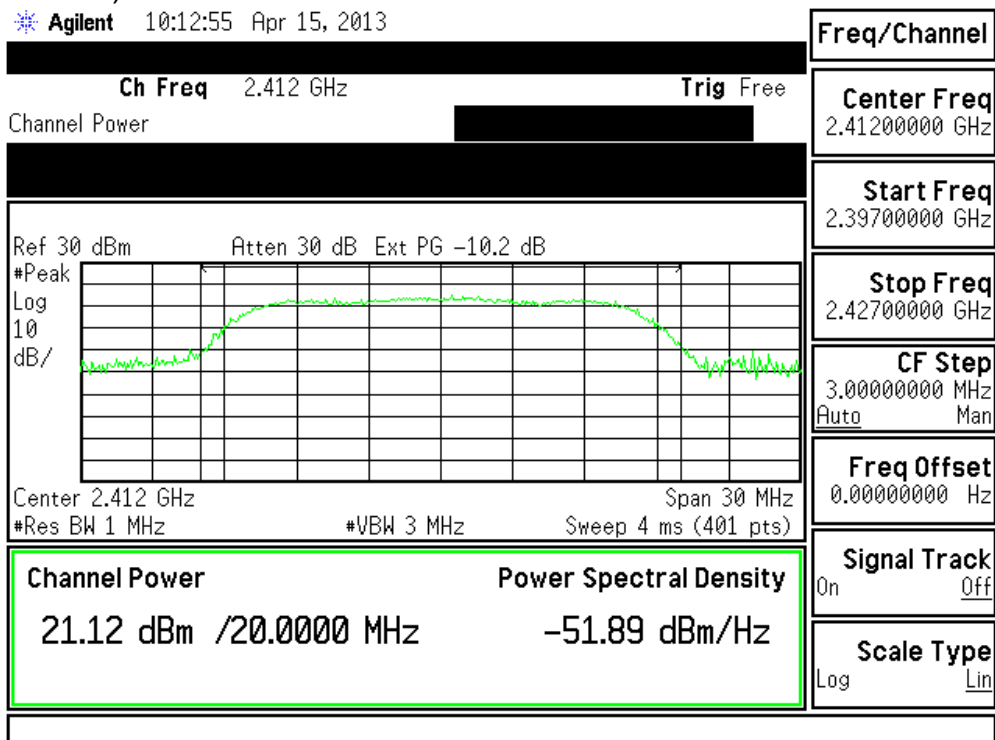 Agilent 10:12:55 Apr 15, 2013
Freq/Channel
Ch Freq 2.412 GHz Trig Free
Channel Power
Center Freq
2.41200000 GHz
Start Freq
2.39700000 GHz
Stop Freq
2.42700000 GHz
CF Step
3.00000000 MHz
Auto Man
Freq Offset
0.00000000 Hz
Signal Track
On Off
Scale Type
Log Lin
Ref 30 dBm Atten 30 dB Ext PG -10.2 dB
#Peak
Log
10
dB/
Center 2.412 GHz Span 30 MHz
#Res BW 1 MHz #VBW 3 MHz Sweep 4 ms (401 pts)
Channel Power Power Spectral Density
21.12 dBm /20.0000 MHz -51.89 dBm/Hz